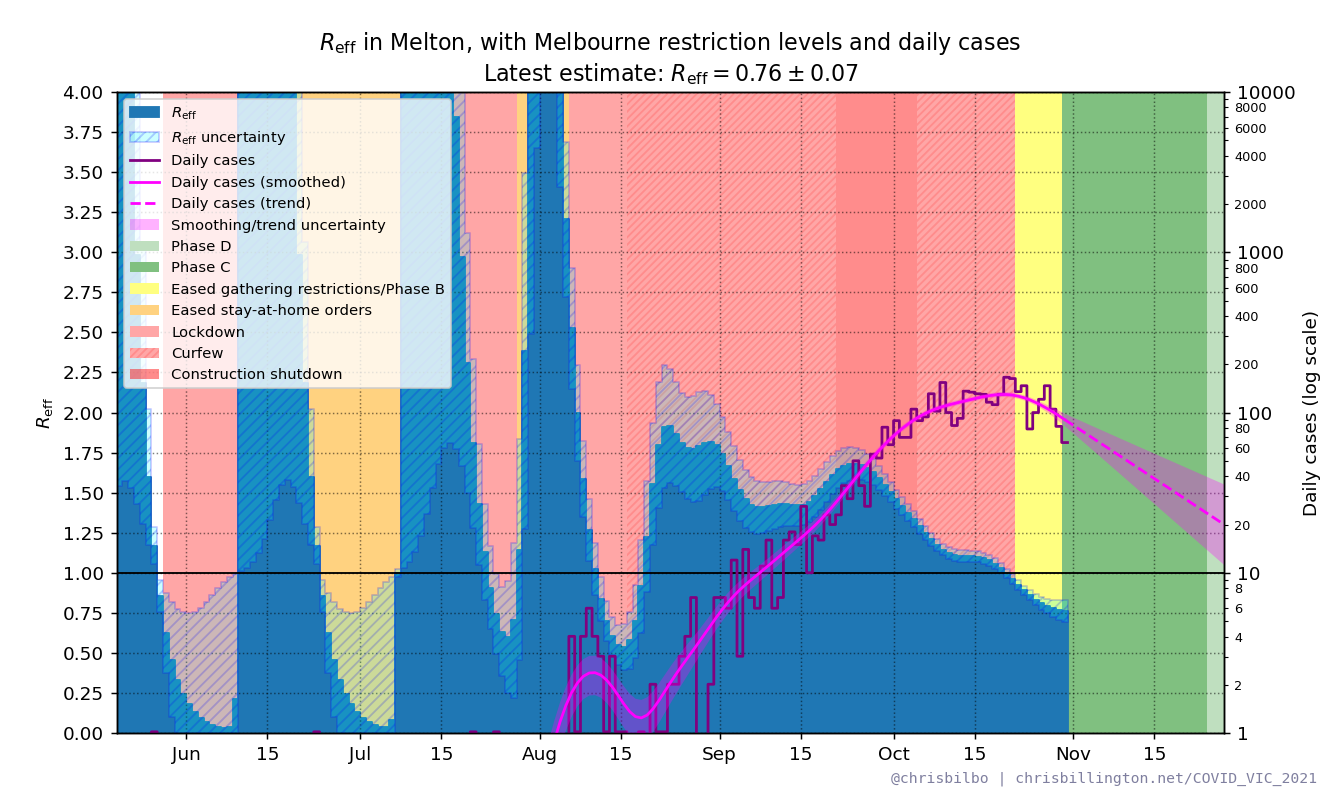 Reff in Melton, with Melbourne restriction levels and daily cases
Latest estimate: Reff = 0.76 ± 0.07
Reff
Reff uncertainty
Daily cases
Daily cases (smoothed)
Daily cases (trend)
Smoothing/trend uncertainty
Phase D
Phase C
Eased gathering restrictions/Phase B
Eased stay-at-home orders
Lockdown
Curfew
Construction shutdown
Reff
4.00
3.75
3.50
3.25
3.00
2.75
2.50
2.25
2.00
1.75
1.50
1.25
1.00
0.75
0.50
0.25
0.00
10000
8000
6000
4000
2000
1000
800
600
400
200
100
80
60
40
20
10
8
6
4
2
1
Daily cases (log scale)
Jun 15 Jul 15 Aug 15 Sep 15 Oct 15 Nov 15
@chrisbilbo | chrisbillington.net/COVID_VIC_2021